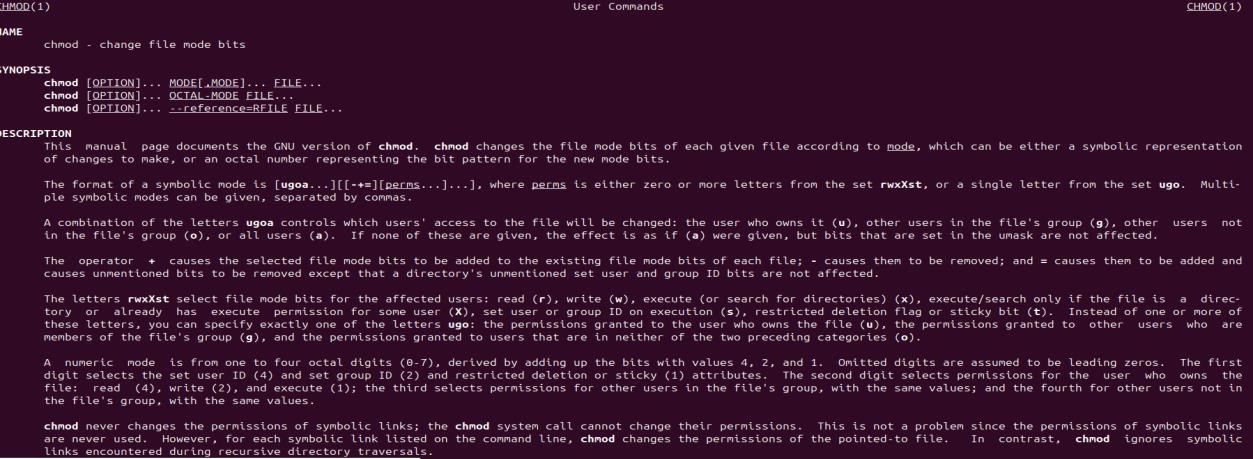 CHMOD(1) User Commands CHMOD(1)
NAME
chmod - change file mode bits
SYNOPSIS
chmod [OPTION]... MODE[,MODE]... FILE...
chmod [OPTION]... OCTAL-MODE FILE...
chmod [OPTION]... --reference=RFILE FILE...
DESCRIPTION
This manual page documents the GNU version of chmod. chmod changes the file mode bits of each given file according to mode, which can be either a symbolic representation
of changes to make, or an octal number representing the bit pattern for the new mode bits.
The format of a symbolic mode is [ugoa...][[-+=][perms...]...], where perms is either zero or more letters from the set rwxXst, or a single letter from the set ugo. Multi-
ple symbolic modes can be given, separated by commas.
A combination of the letters ugoa controls which users' access to the file will be changed: the user who owns it (u), other users in the file's group (g), other users not
in the file's group (o), or all users (a). If none of these are given, the effect is as if (a) were given, but bits that are set in the umask are not affected.
The operator + causes the selected file mode bits to be added to the existing file mode bits of each file; - causes them to be removed; and = causes them to be added and
causes unmentioned bits to be removed except that a directory's unmentioned set user and group ID bits are not affected.
The letters rwxXst select file mode bits for the affected users: read (r), write (w), execute (or search for directories) (x), execute/search only if the file is a direc-
tory or already has execute permission for some user (X), set user or group ID on execution (s), restricted deletion flag or sticky bit (t). Instead of one or more of
these letters, you can specify exactly one of the letters ugo: the permissions granted to the user who owns the file (u), the permissions granted to other users who are
members of the file's group (g), and the permissions granted to users that are in neither of the two preceding categories (o).
A numeric mode is from one to four octal digits (0-7), derived by adding up the bits with values 4, 2, and 1. Omitted digits are assumed to be leading zeros. The first
digit selects the set user ID (4) and set group ID (2) and restricted deletion or sticky (1) attributes. The second digit selects permissions for the user who owns the
file: read (4), write (2), and execute (1); the third selects permissions for other users in the file's group, with the same values; and the fourth for other users not in
the file's group, with the same values.
chmod never changes the permissions of symbolic links; the chmod system call cannot change their permissions. This is not a problem since the permissions of symbolic links
are never used. However, for each symbolic link listed on the command line, chmod changes the permissions of the pointed-to file. In contrast, chmod ignores symbolic
links encountered during recursive directory traversals.